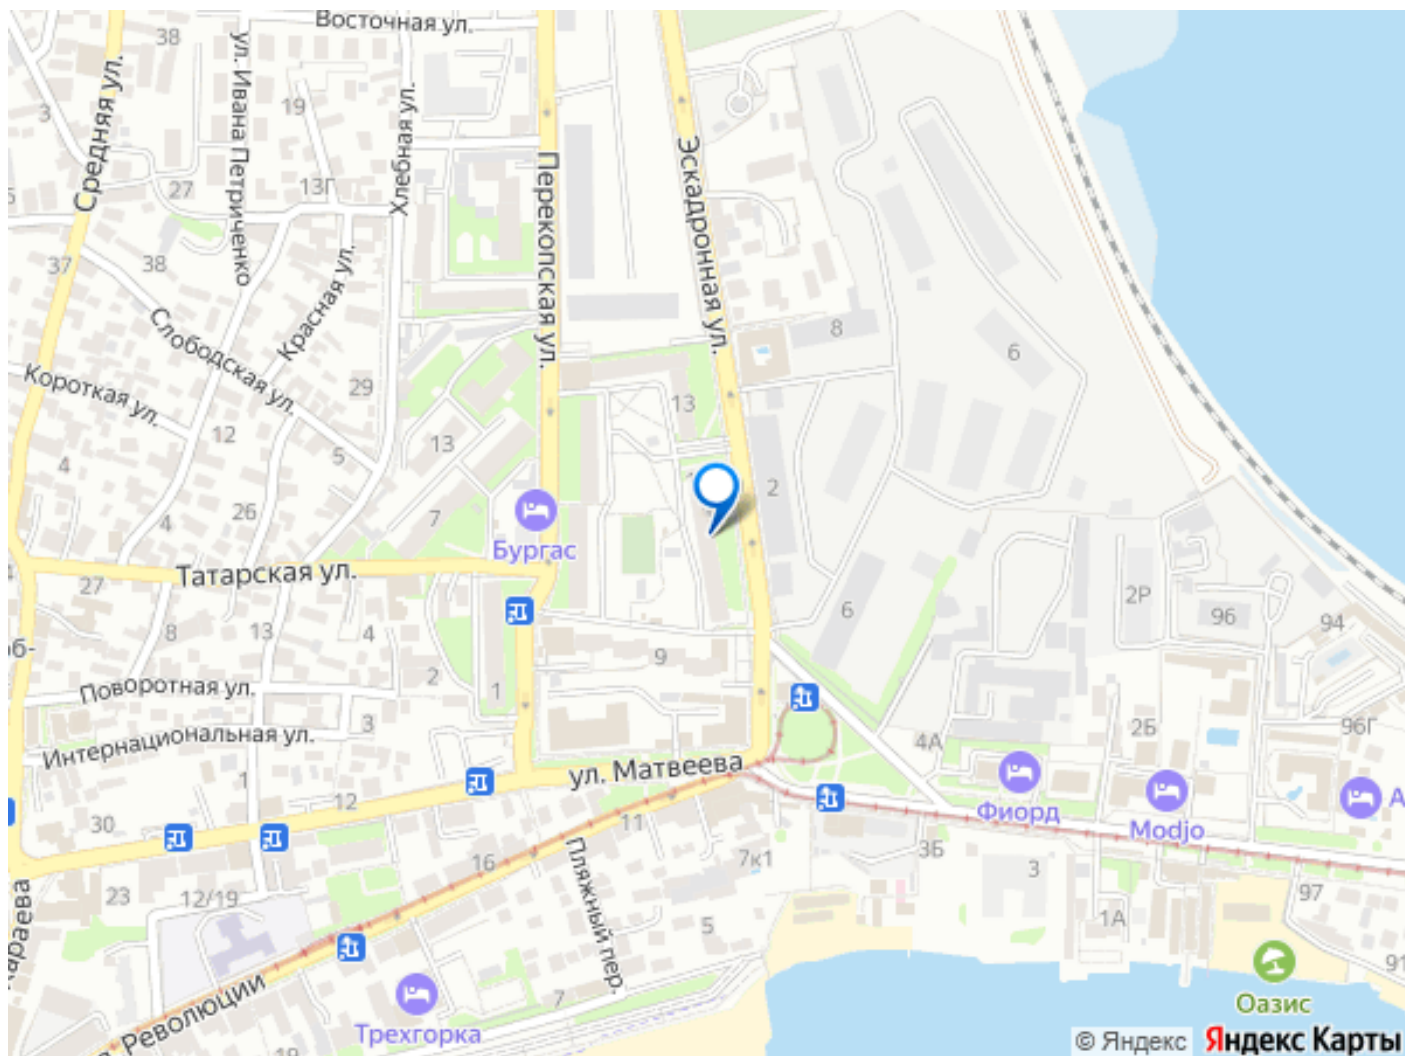 Восточная ул.
38
Средняя ул.
ул. Ивана Петриченко
3
19
Хлебная ул.
Перекопская ул.
Эскадронная ул.
27
13Г
38
37
Красная ул.
Слободская ул.
8
6
Короткая ул.
29
13
12
13
4
5
2
26
7
4
Бургас
Татарская ул.
27
2Р
6
96
94
8
13
4
об-
9
2
1
Поворотная ул.
3
2Б
96Г
Интернациональная ул.
4А
1
ул. Матвеева
12
Фиорд
Modjo
А
30
11
16
7к1
3Б
3
97
23
12/19
Пляжный пер.
5
1А
Караева
91
Революции
7
Оазис
Трехгорка
19
© Яндекс Яндекс Карты